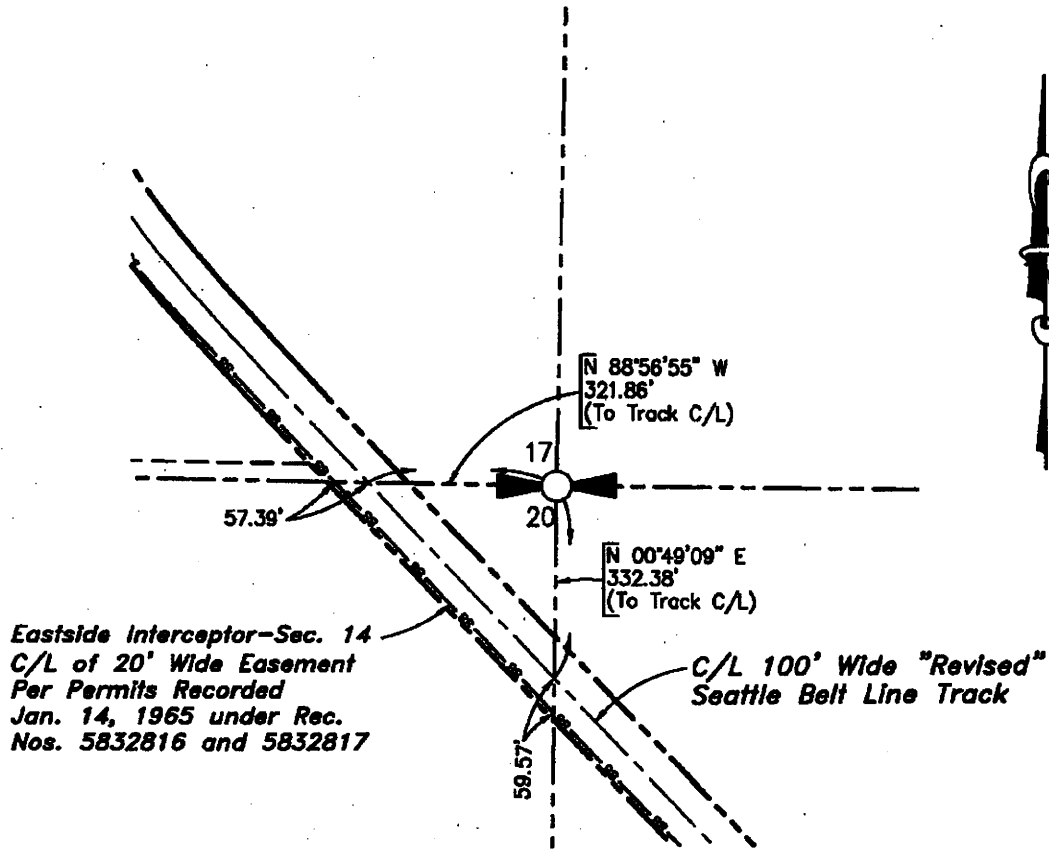 N 88°56'55" W
321.86'
(To Track C/L)
17
20
57.39'
N 00°49'09" E
332.38'
(To Track C/L)
Eastside Interceptor-Sec. 14
C/L of 20' Wide Easement
Per Permits Recorded
Jan. 14, 1965 under Rec.
Nos. 5832816 and 5832817
C/L 100' Wide "Revised"
Seattle Belt Line Track
59.57'